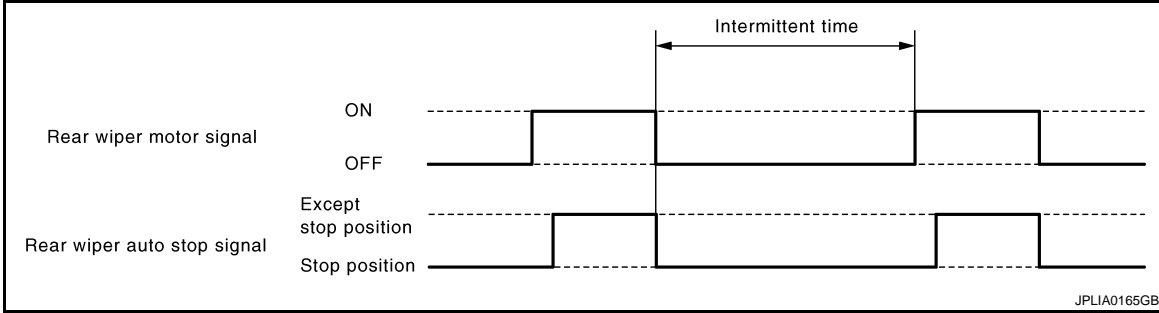 Intermittent time
ON
Rear wiper motor signal
OFF
Except
stop position
Rear wiper auto stop signal
Stop position
JPLIA0165GB